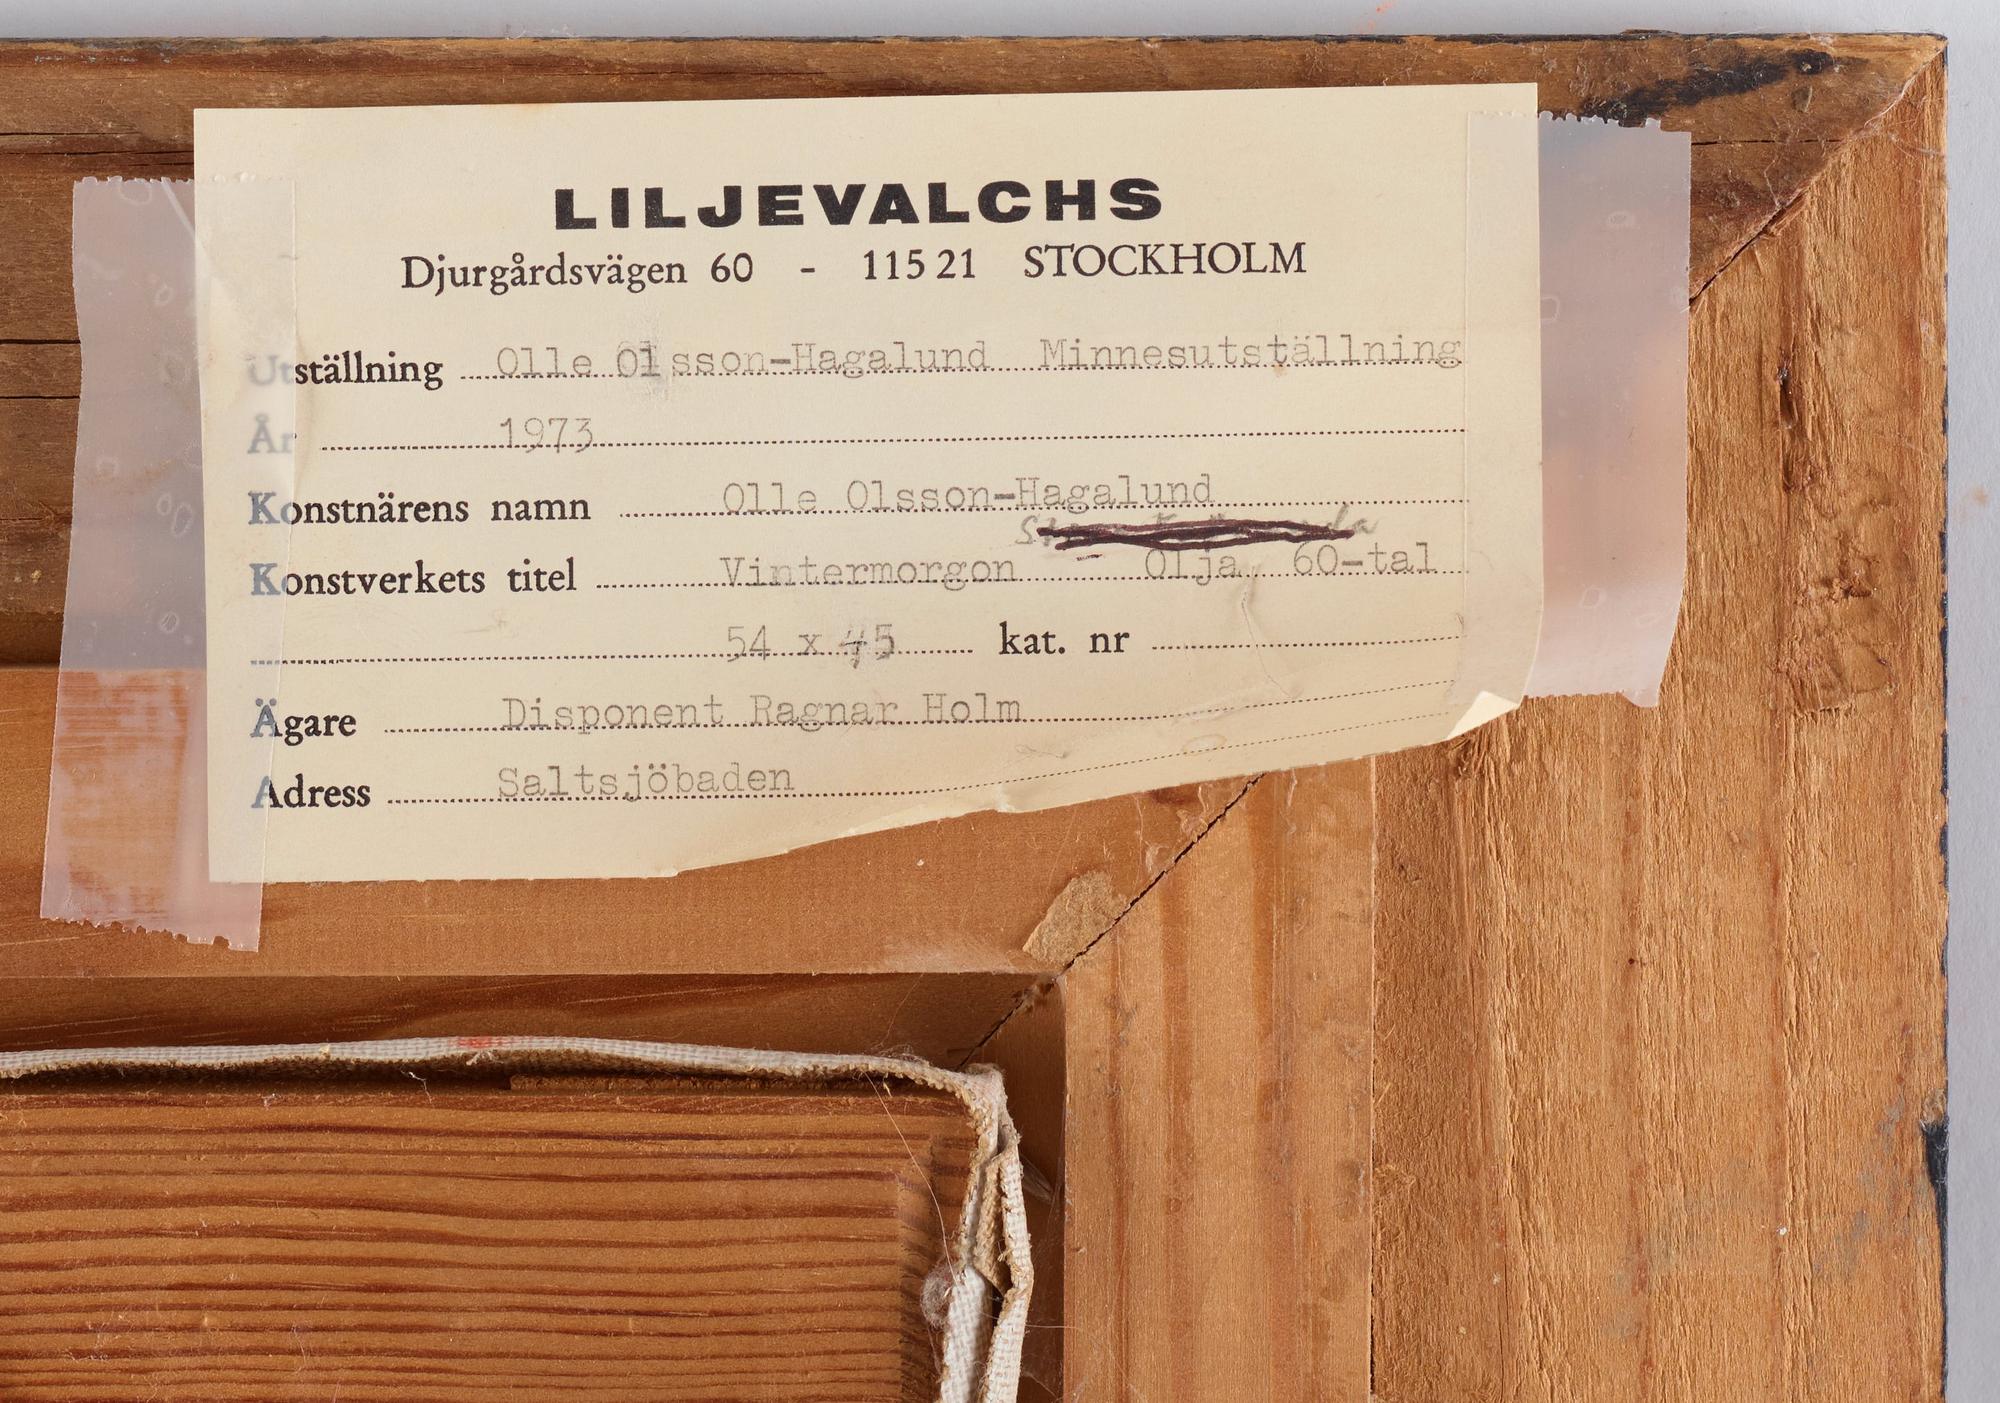 LILJEVALCHS
Djurgårdsvägen 60 - 115 21 STOCKHOLM
Utställning Olle Olsson-Hagalund Minnesutställning
År 1973
Konstnärens namn Olle Olsson-Hagalund
Konstverkets titel Vintermorgon Olja 60-tal
54 x 45 kat. nr
Ägare Disponent Ragnar Holm
Adress Saltsjöbaden